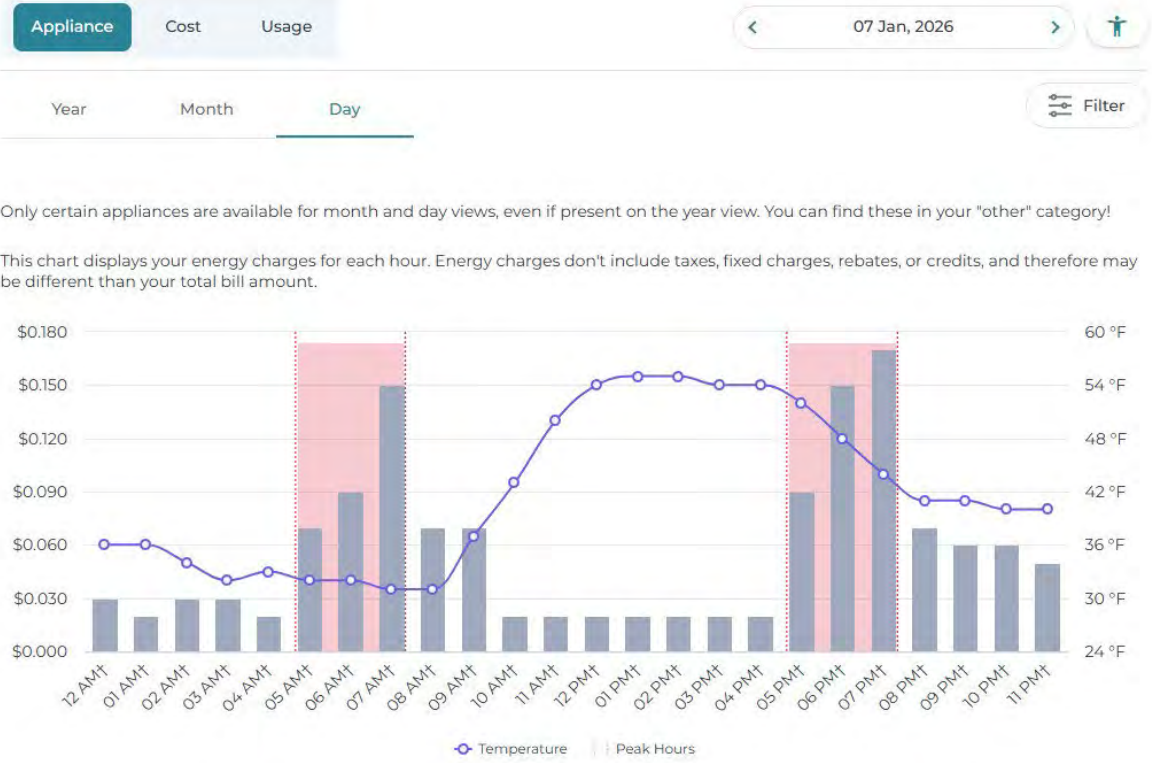 Appliance Cost Usage 07 Jan, 2026
Year Month Day Filter
Only certain appliances are available for month and day views, even if present on the year view. You can find these in your "other" category!
This chart displays your energy charges for each hour. Energy charges don't include taxes, fixed charges, rebates, or credits, and therefore may
be different than your total bill amount.
$0.180 60 °F
$0.150 54 °F
$0.120 48 °F
$0.090 42 °F
$0.060 36 °F
$0.030 30 °F
$0.000 24 °F
12 AM† 01 AM† 02 AM† 03 AM† 04 AM† 05 AM† 06 AM† 07 AM† 08 AM† 09 AM† 10 AM† 11 AM† 12 PM† 01 PM† 02 PM† 03 PM† 04 PM† 05 PM† 06 PM† 07 PM† 08 PM† 09 PM† 10 PM† 11 PM†
Temperature Peak Hours